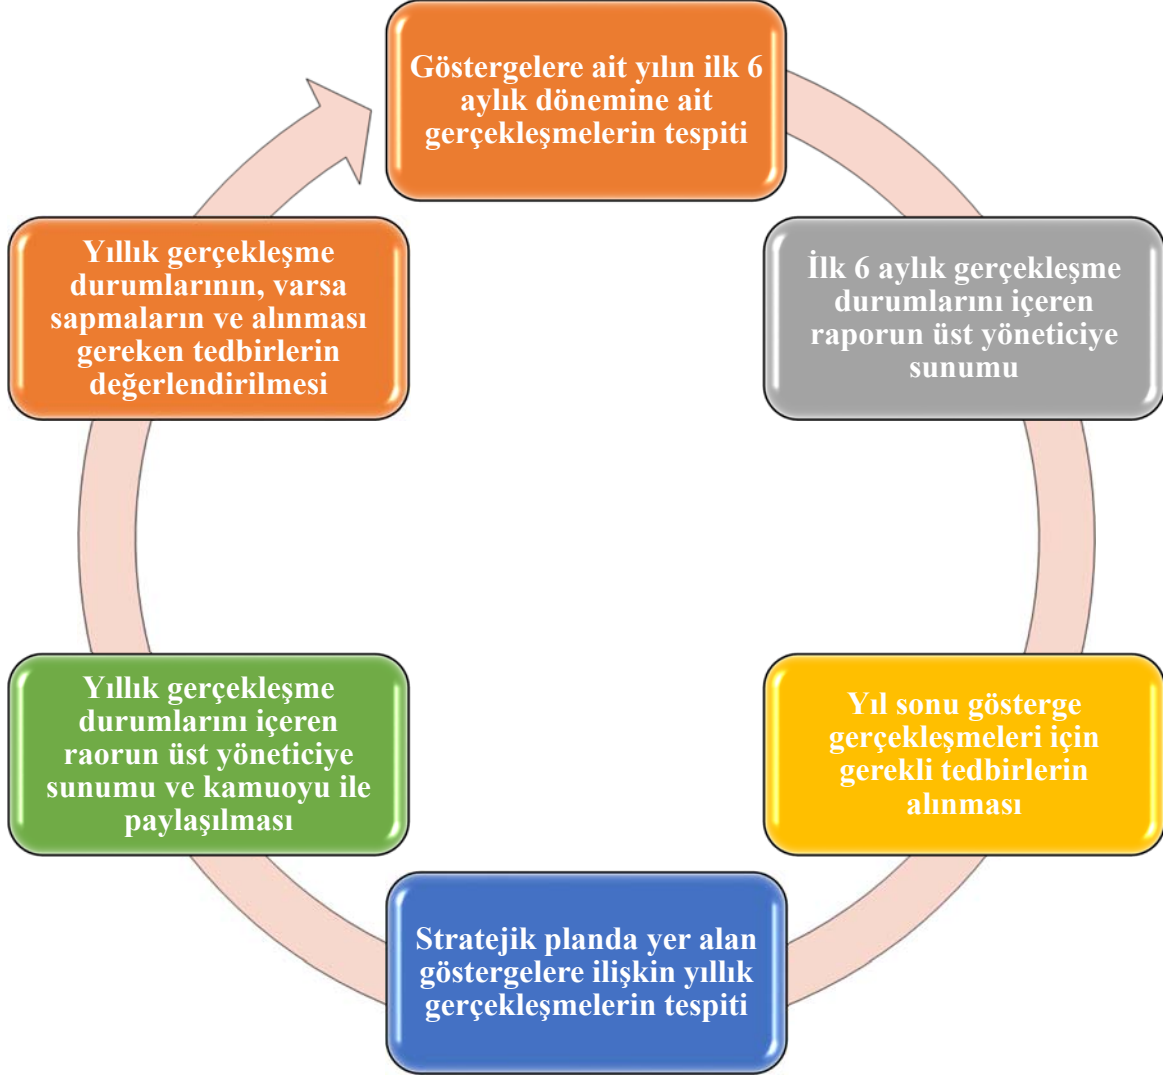 Göstergelere ait yılın ilk 6
aylık dönemine ait
gerçekleşmelerin tespiti
İlk 6 aylık gerçekleşme
durumlarını içeren
raporun üst yöneticiye
sunumu
Yıl sonu gösterge
gerçekleşmeleri için
gerekli tedbirlerin
alınması
Stratejik planda yer alan
göstergelere ilişkin yıllık
gerçekleşmelerin tespiti
Yıllık gerçekleşme
durumlarını içeren
raorun üst yöneticiye
sunumu ve kamuoyu ile
paylaşılması
Yıllık gerçekleşme
durumlarının, varsa
sapmaların ve alınması
gereken tedbirlerin
değerlendirilmesi